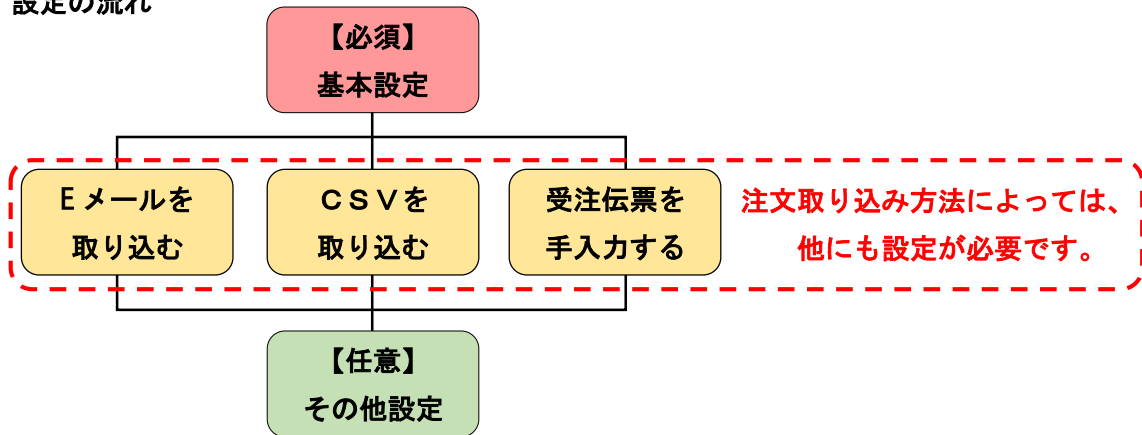 設定の流れ
【必須】
基本設定
Eメールを
取り込む
ＣＳＶを
取り込む
受注伝票を
手入力する
注文取り込み方法によっては、
他にも設定が必要です。
【任意】
その他設定